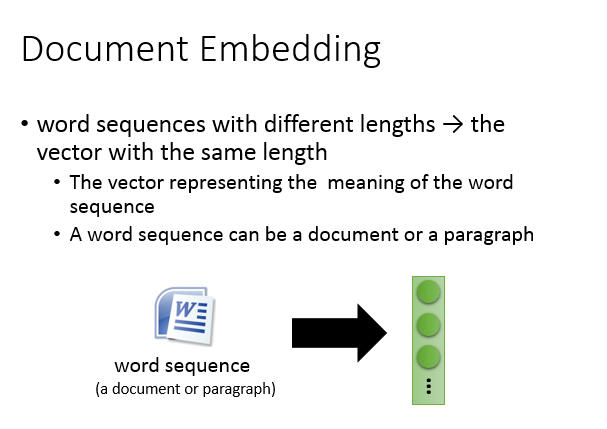 Document Embedding
• word sequences with different lengths → the
vector with the same length
• The vector representing the  meaning of the word
sequence
• A word sequence can be a document or a paragraph
W
word sequence
(a document or paragraph)